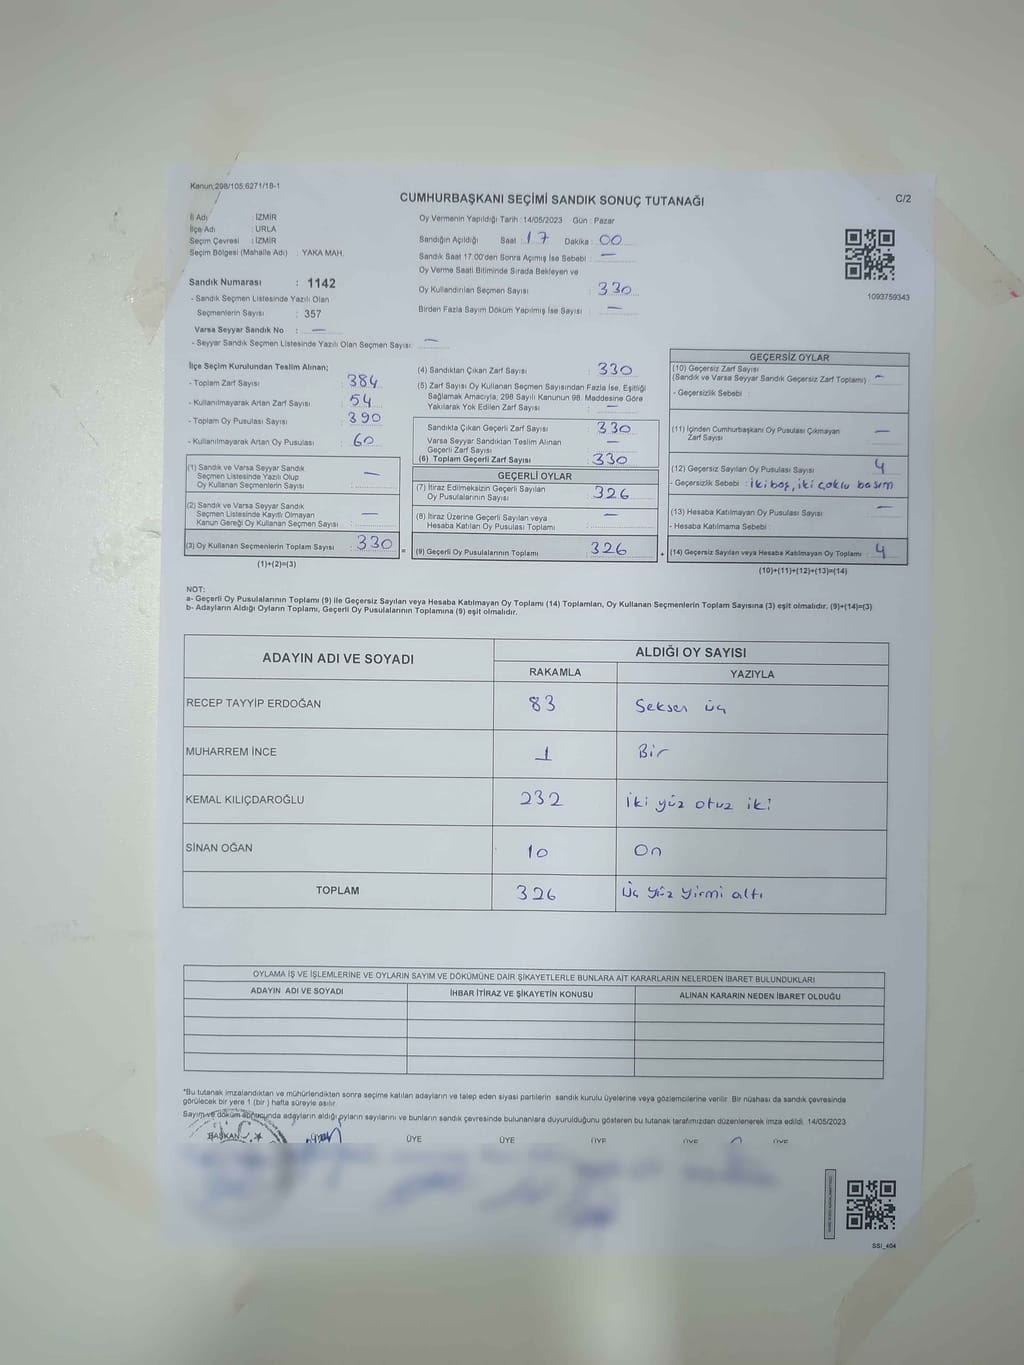 Kanun:298/105;6271/18-1
CUMHURBAŞKANI SEÇİMİ SANDIK SONUÇ TUTANAĞI
C/2
İl Adı : İZMİR
İlçe Adı : URLA
Seçim Çevresi : İZMİR
Seçim Bölgesi (Mahalle Adı) : YAKA MAH.
Sandık Numarası : 1142
- Sandık Seçmen Listesinde Yazılı Olan
Seçmenlerin Sayısı : 357
Varsa Seyyar Sandık No : —
- Seyyar Sandık Seçmen Listesinde Yazılı Olan Seçmen Sayısı: —
Oy Vermenin Yapıldığı Tarih : 14/05/2023 Gün : Pazar
Sandığın Açıldığı Saat : 17 Dakika : 00
Sandık Saat 17:00'den Sonra Açımış İse Sebebi : —
Oy Verme Saati Bitiminde Sırada Bekleyen ve
Oy Kullandırılan Seçmen Sayısı : 330
Birden Fazla Sayım Döküm Yapılmış İse Sayısı : —
1093759343
İlçe Seçim Kurulundan Teslim Alınan;
- Toplam Zarf Sayısı : 384
- Kullanılmayarak Artan Zarf Sayısı : 54
- Toplam Oy Pusulası Sayısı : 390
- Kullanılmayarak Artan Oy Pusulası : 60
(1) Sandık ve Varsa Seyyar Sandık
Seçmen Listesinde Yazılı Olup
Oy Kullanan Seçmenlerin Sayısı : —
(2) Sandık ve Varsa Seyyar Sandık
Seçmen Listesinde Kayıtlı Olmayan
Kanun Gereği Oy Kullanan Seçmen Sayısı : —
(3) Oy Kullanan Seçmenlerin Toplam Sayısı : 330
(1)+(2)=(3)
=
(4) Sandıktan Çıkan Zarf Sayısı : 330
(5) Zarf Sayısı Oy Kullanan Seçmen Sayısından Fazla İse, Eşitliği
Sağlamak Amacıyla, 298 Sayılı Kanunun 98. Maddesine Göre
Yakılarak Yok Edilen Zarf Sayısı : —
Sandıkta Çıkan Geçerli Zarf Sayısı : 330
Varsa Seyyar Sandıktan Teslim Alınan
Geçerli Zarf Sayısı : —
(6) Toplam Geçerli Zarf Sayısı : 330
GEÇERLİ OYLAR
(7) İtiraz Edilmeksizin Geçerli Sayılan
Oy Pusulalarının Sayısı : 326
(8) İtiraz Üzerine Geçerli Sayılan veya
Hesaba Katılan Oy Pusulası Toplamı : —
(9) Geçerli Oy Pusulalarının Toplamı : 326
+
GEÇERSİZ OYLAR
(10) Geçersiz Zarf Sayısı
(Sandık ve Varsa Seyyar Sandık Geçersiz Zarf Toplamı) : —
- Geçersizlik Sebebi :
(11) İçinden Cumhurbaşkanı Oy Pusulası Çıkmayan
Zarf Sayısı : —
(12) Geçersiz Sayılan Oy Pusulası Sayısı : 4
- Geçersizlik Sebebi : iki boş, iki çoklu basım
(13) Hesaba Katılmayan Oy Pusulası Sayısı : —
- Hesaba Katılmama Sebebi :
(14) Geçersiz Sayılan veya Hesaba Katılmayan Oy Toplamı : 4
(10)+(11)+(12)+(13)=(14)
NOT:
a- Geçerli Oy Pusulasının Toplamı (9) ile Geçersiz Sayılan veya Hesaba Katılmayan Oy Toplamı (14) Toplamları, Oy Kullanan Seçmenlerin Toplam Sayısına (3) eşit olmalıdır. (9)+(14)=(3)
b- Adayların Aldığı Oyların Toplamı, Geçerli Oy Pusulalarının Toplamına (9) eşit olmalıdır.
ADAYIN ADI VE SOYADI
ALDIĞI OY SAYISI
RAKAMLA YAZIYLA
RECEP TAYYİP ERDOĞAN 83 Seksen üç
MUHARREM İNCE 1 Bir
KEMAL KILIÇDAROĞLU 232 iki yüz otuz iki
SİNAN OĞAN 10 On
TOPLAM 326 Üç yüz yirmi altı
OYLAMA İŞ VE İŞLEMLERİNE VE OYLARIN SAYIM VE DÖKÜMÜNE DAİR ŞİKAYETLERLE BUNLARA AİT KARARLARIN NELERDEN İBARET BULUNDUKLARI
ADAYIN ADI VE SOYADI İHBAR İTİRAZ VE ŞİKAYETİN KONUSU ALINAN KARARIN NEDEN İBARET OLDUĞU
*Bu tutanak imzalandıktan ve mühürlendikten sonra seçime katılan adayların ve talep eden siyasi partilerin sandık kurulu üyelerine veya gözlemcilerine verilir. Bir nüshası da sandık çevresinde
görülecek bir yere 1 (bir ) hafta süreyle asılır.
Sayım ve döküm sonucunda adayların aldığı oyların sayılarını ve bunların sandık çevresinde bulunanlara duyurulduğunu gösteren bu tutanak tarafımızdan düzenlenerek imza edildi. 14/05/2023
BAŞKAN ÜYE ÜYE ÜYE ÜYE ÜYE
SSI_404